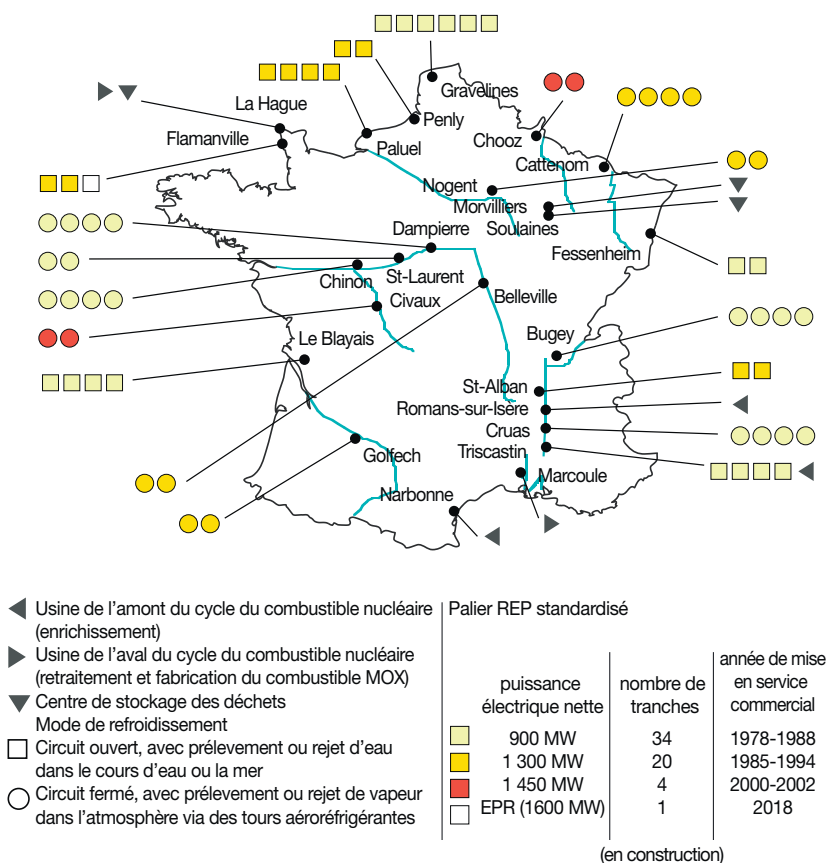 Gravelines
Penly
La Hague
Flamanville
Paluel
Chooz
Cattenom
Nogent
Morvilliers
Soulaines
Dampierre
Fessenheim
St-Laurent
Chinon
Belleville
Civaux
Bugey
Le Blayais
St-Alban
Romans-sur-Isère
Cruas
Golfech
Triscastin
Marcoule
Narbonne
Usine de l'amont du cycle du combustible nucléaire
(enrichissement)
Usine de l'aval du cycle du combustible nucléaire
(retraitement et fabrication du combustible MOX)
Centre de stockage des déchets
Mode de refroidissement
Circuit ouvert, avec prélevement ou rejet d'eau
dans le cours d'eau ou la mer
Circuit fermé, avec prélevement ou rejet de vapeur
dans l'atmosphère via des tours aéroréfrigérantes
Palier REP standardisé
puissance
électrique nette
nombre de
tranches
année de mise
en service
commercial
900 MW 34 1978-1988
1 300 MW 20 1985-1994
1 450 MW 4 2000-2002
EPR (1600 MW) 1 2018
(en construction)